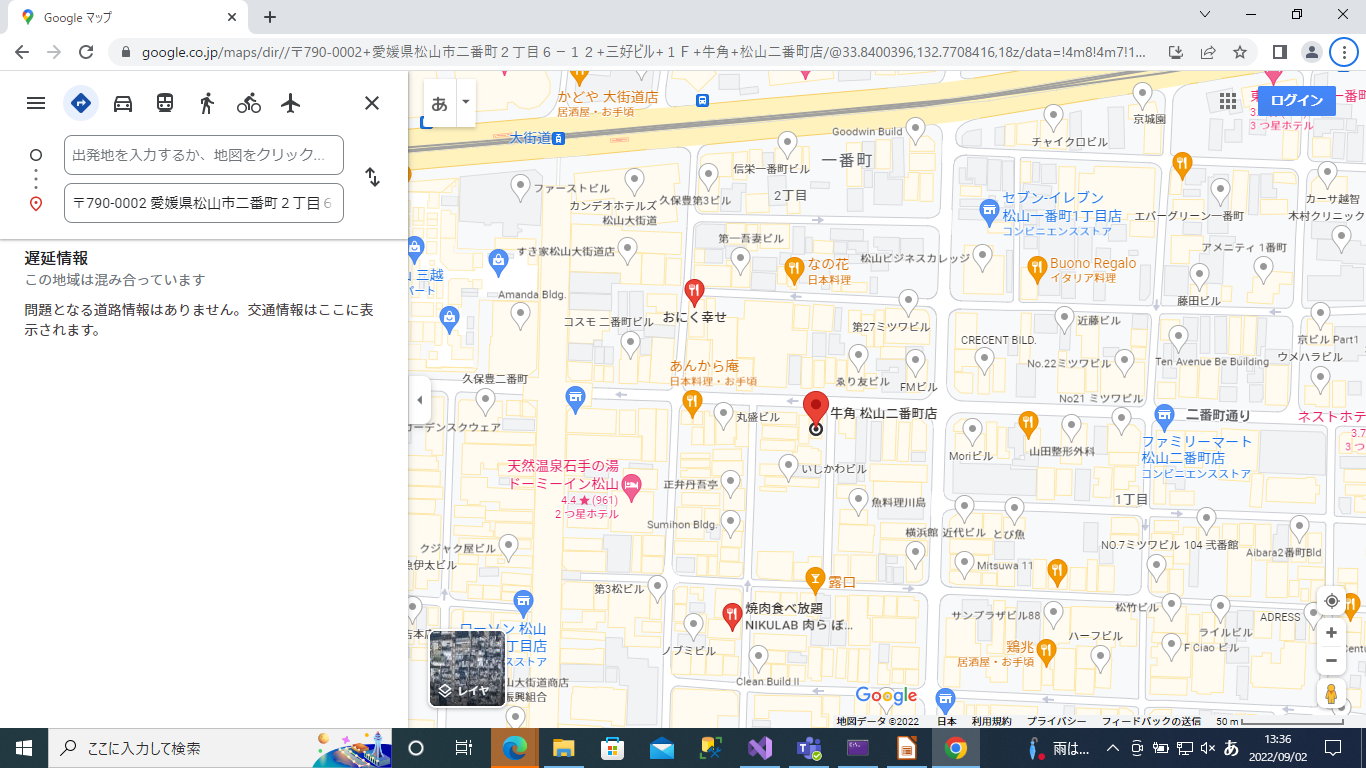 Google マップ
google.co.jp/maps/dir//〒790-0002+愛媛県松山市二番町２丁目６－１２+三好ビル+１Ｆ+牛角+松山二番町店/@33.8400396,132.7708416,18z/data=!4m8!4m7!1...
出発地を入力するか、地図をクリック...
〒790-0002 愛媛県松山市二番町２丁目６
遅延情報
この地域は混み合っています
問題となる道路情報はありません。交通情報はここに表
示されます。
あ
ログイン
かどや 大街道店
居酒屋・お手頃
大街道
Goodwin Build
一番町
信栄一番町ビル
2丁目
京城園
チャイクロビル
3 つ星ホテル
ファーストビル
カンデオホテルズ
松山大街道
久保豊第3ビル
セブン-イレブン
松山一番町1丁目店
コンビニエンスストア
エバーグリーン一番町
カーサ越智
木村クリニック
すき家松山大街道店
第一吾妻ビル
なの花
日本料理
松山ビジネスカレッジ
Buono Regalo
イタリア料理
アメニティ 1番町
三越
パート
Amanda Bldg.
おにく幸せ
コスモ 二番町ビル
第27ミツワビル
藤田ビル
近藤ビル
CRECENT BILD.
No.22ミツワビル
Ten Avenue Be Building
京ビル Part1
ウメハラビル
あんから庵
日本料理・お手頃
ゑり友ビル
FMビル
久保豊二番町
No21 ミツワビル
ガーデンスクウェア
丸盛ビル
牛角 松山二番町店
二番町通り
ネストホテ
Moriビル
山田整形外科
ファミリーマート
松山二番町店
コンビニエンスストア
天然温泉石手の湯
ドーミーイン松山
4.4★(961)
2 つ星ホテル
いしかわビル
正弁丹吾亭
魚料理川島
1丁目
Sumihon Bldg.
横浜館
近代ビル
とび魚
NO.7ミツワビル
104 弐番館
Aibara2番町Bld
クジャク屋ビル
魚伊太ビル
Mitsuwa 11
第3松ビル
露口
焼肉食べ放題
NIKULAB 肉ら ぼ...
サンプラザビル88
松竹ビル
ADRESS
ライルビル
ハーフビル
F Ciao ビル
ローソン 松山
丁目店
ンスストア
ノブミビル
鶏兆
居酒屋・お手頃
Clean Build II
山大街道商店
振興組合
レイヤ
Google
地図データ ©2022
日本
利用規約
プライバシー
フィードバックの送信
50 m
ここに入力して検索
雨は...
あ
13:36
2022/09/02